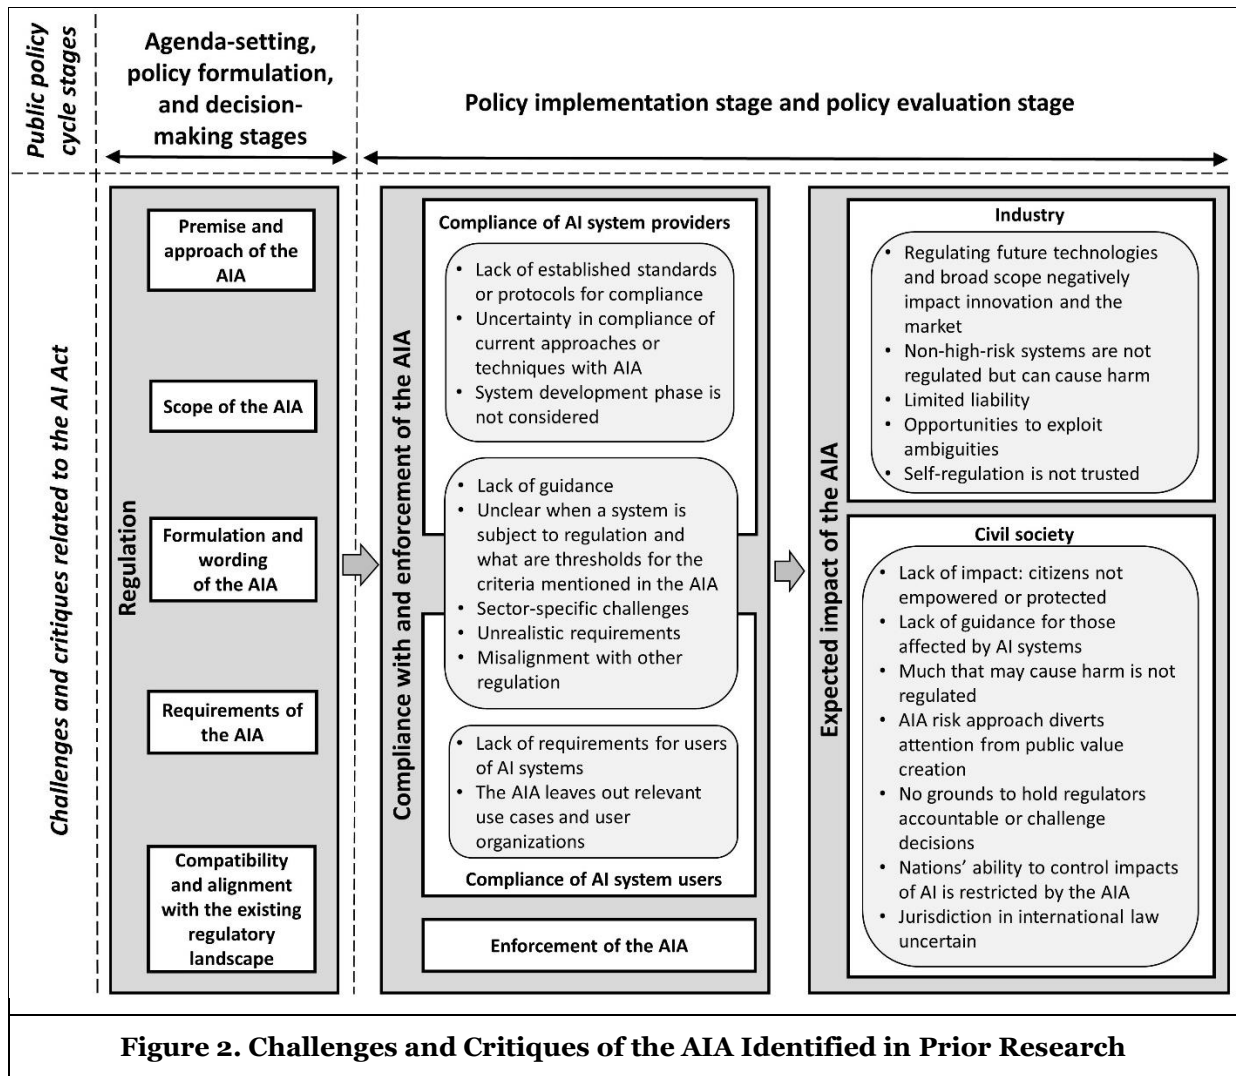 Public policy
cycle stages
Agenda-setting,
policy formulation,
and decision-
making stages
Policy implementation stage and policy evaluation stage
Challenges and critiques related to the AI Act
Regulation
Premise and
approach of the
AIA
Scope of the AIA
Formulation and
wording
of the AIA
Requirements of
the AIA
Compatibility
and alignment
with the existing
regulatory
landscape
Compliance with and enforcement of the AIA
Compliance of AI system providers
• Lack of established standards
or protocols for compliance
• Uncertainty in compliance of
current approaches or
techniques with AIA
• System development phase is
not considered
• Lack of guidance
• Unclear when a system is
subject to regulation and
what are thresholds for the
criteria mentioned in the AIA
• Sector-specific challenges
• Unrealistic requirements
• Misalignment with other
regulation
• Lack of requirements for users
of AI systems
• The AIA leaves out relevant
use cases and user
organizations
Compliance of AI system users
Enforcement of the AIA
Expected impact of the AIA
Industry
• Regulating future technologies
and broad scope negatively
impact innovation and the
market
• Non-high-risk systems are not
regulated but can cause harm
• Limited liability
• Opportunities to exploit
ambiguities
• Self-regulation is not trusted
Civil society
• Lack of impact: citizens not
empowered or protected
• Lack of guidance for those
affected by AI systems
• Much that may cause harm is not
regulated
• AIA risk approach diverts
attention from public value
creation
• No grounds to hold regulators
accountable or challenge
decisions
• Nations’ ability to control impacts
of AI is restricted by the AIA
• Jurisdiction in international law
uncertain
Figure 2. Challenges and Critiques of the AIA Identified in Prior Research